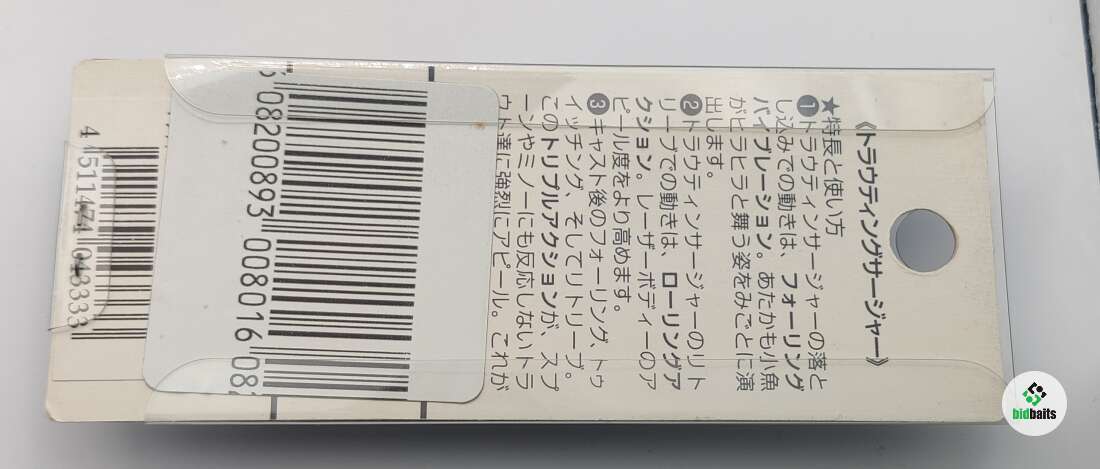 《トラウティングサージャー》
★特長と使い方
❶トラウティンサージャーの落と
し込みでの動きは、フォーリング
バイブレーション。あたかも小魚
がヒラヒラと舞う姿をみごとに演
出します。
❷トラウティンサージャーのリト
リーブでの動きは、ローリングア
クション。レーザーボディーのア
ピール度をより高めます。
❸キャスト後のフォーリング、トゥ
イッチング、そしてリトリーブ。
このトリプルアクションが、スプ
ーンやミノーにも反応しないトラ
ウト達に強烈にアピール。これが
08200893 008016 082
4 511474
bidbaits